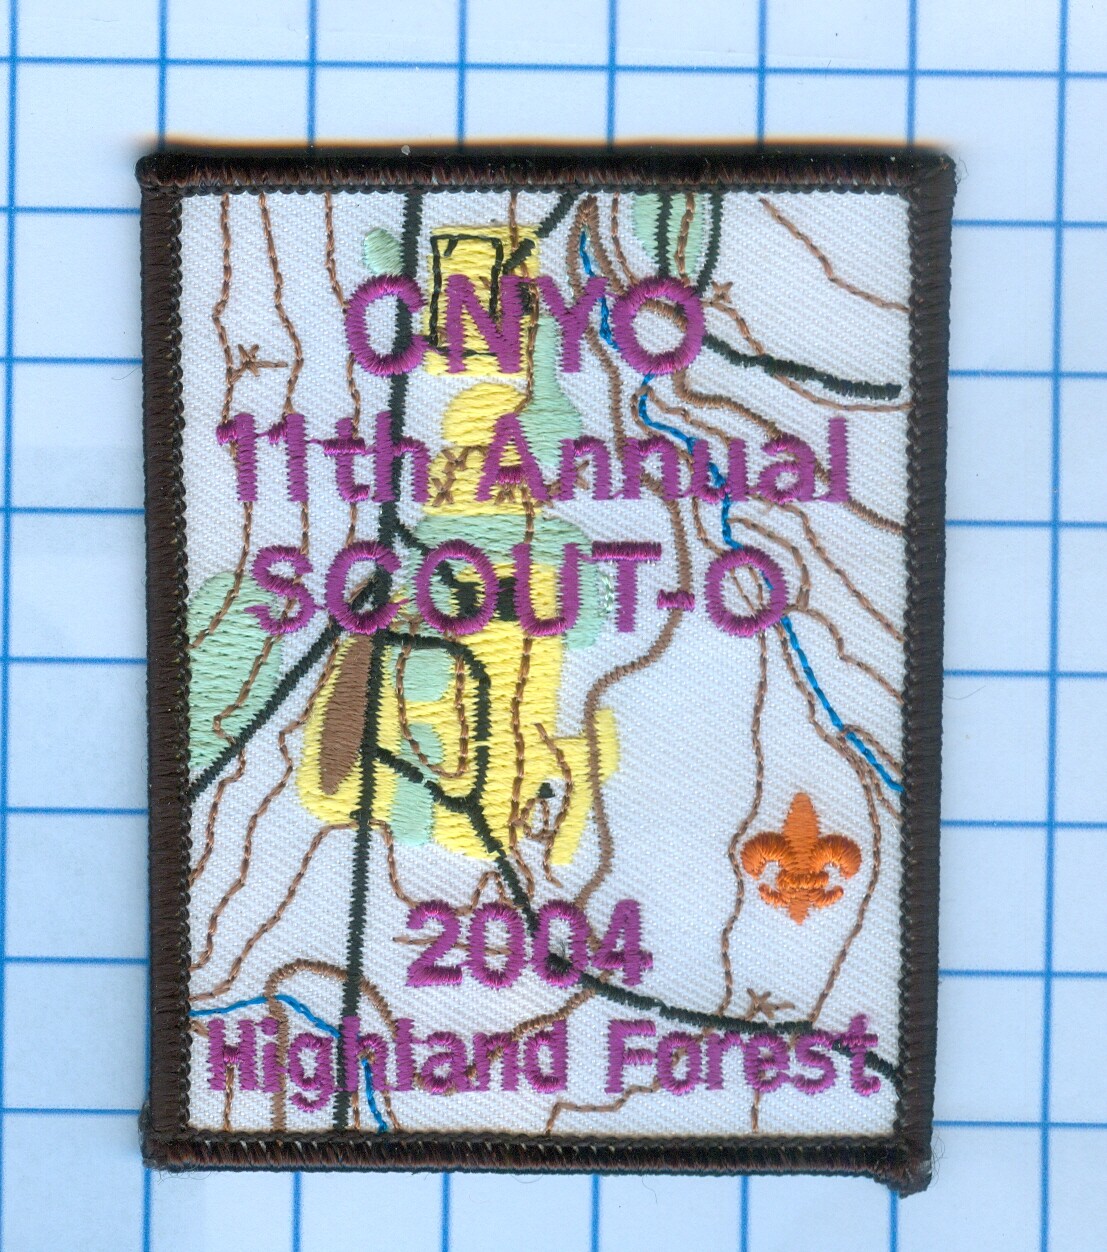 CNYO
11th Annual
SCOUT-O
2004
Highland Forest